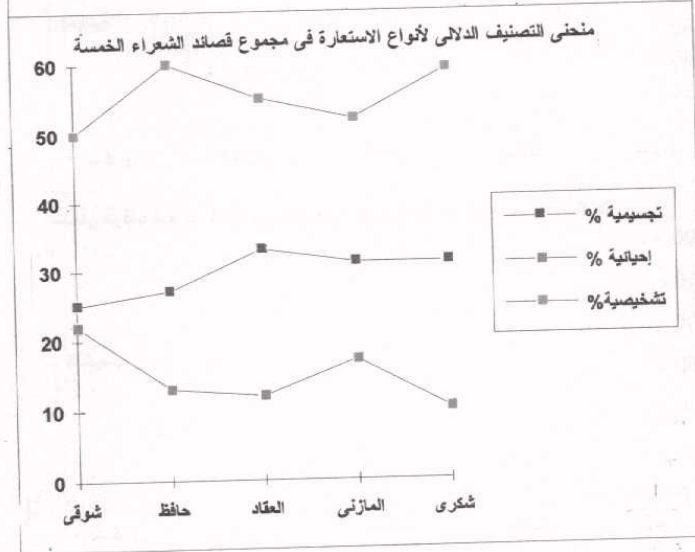 منحنى التصنيف الدلالى لأنواع الاستعارة فى مجموع قصائد الشعراء الخمسة
60
50
40
30
20
10
0
شوقى
حافظ
العقاد
المازنى
شكرى
تجسيمية %
إحيائية %
تشخيصية%